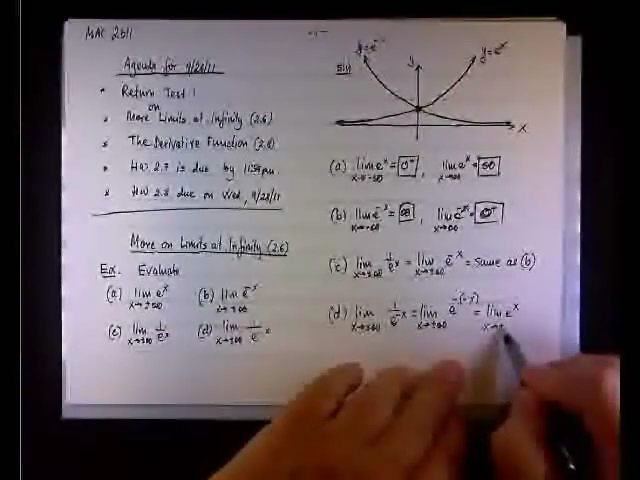 MAC 2311
Agenda for 9/26/11
Return Test 1
on
More Limits at Infinity (2.6)
The Derivative Function (2.8)
HW 2.7 is due by 11:59pm.
HW 2.8 due on Wed, 9/28/11
More on Limits at Infinity (2.6)
Ex. Evaluate
(a) lim e^x
x→±∞
(b) lim e^-x
x→±∞
(c) lim 1/e^x
x→±∞
(d) lim 1/e^-x
x→±∞
Sln
y=e^-x
y
y=e^x
x
(a) lim e^x = 0+ , lim e^x = ∞
x→-∞ x→∞
(b) lim e^-x = ∞ , lim e^-x = 0+
x→-∞ x→∞
(c) lim 1/e^x = lim e^-x = same as (b)
x→±∞ x→±∞
(d) lim 1/e^-x = lim e^-(-x) = lim e^x
x→±∞ x→±∞ x→